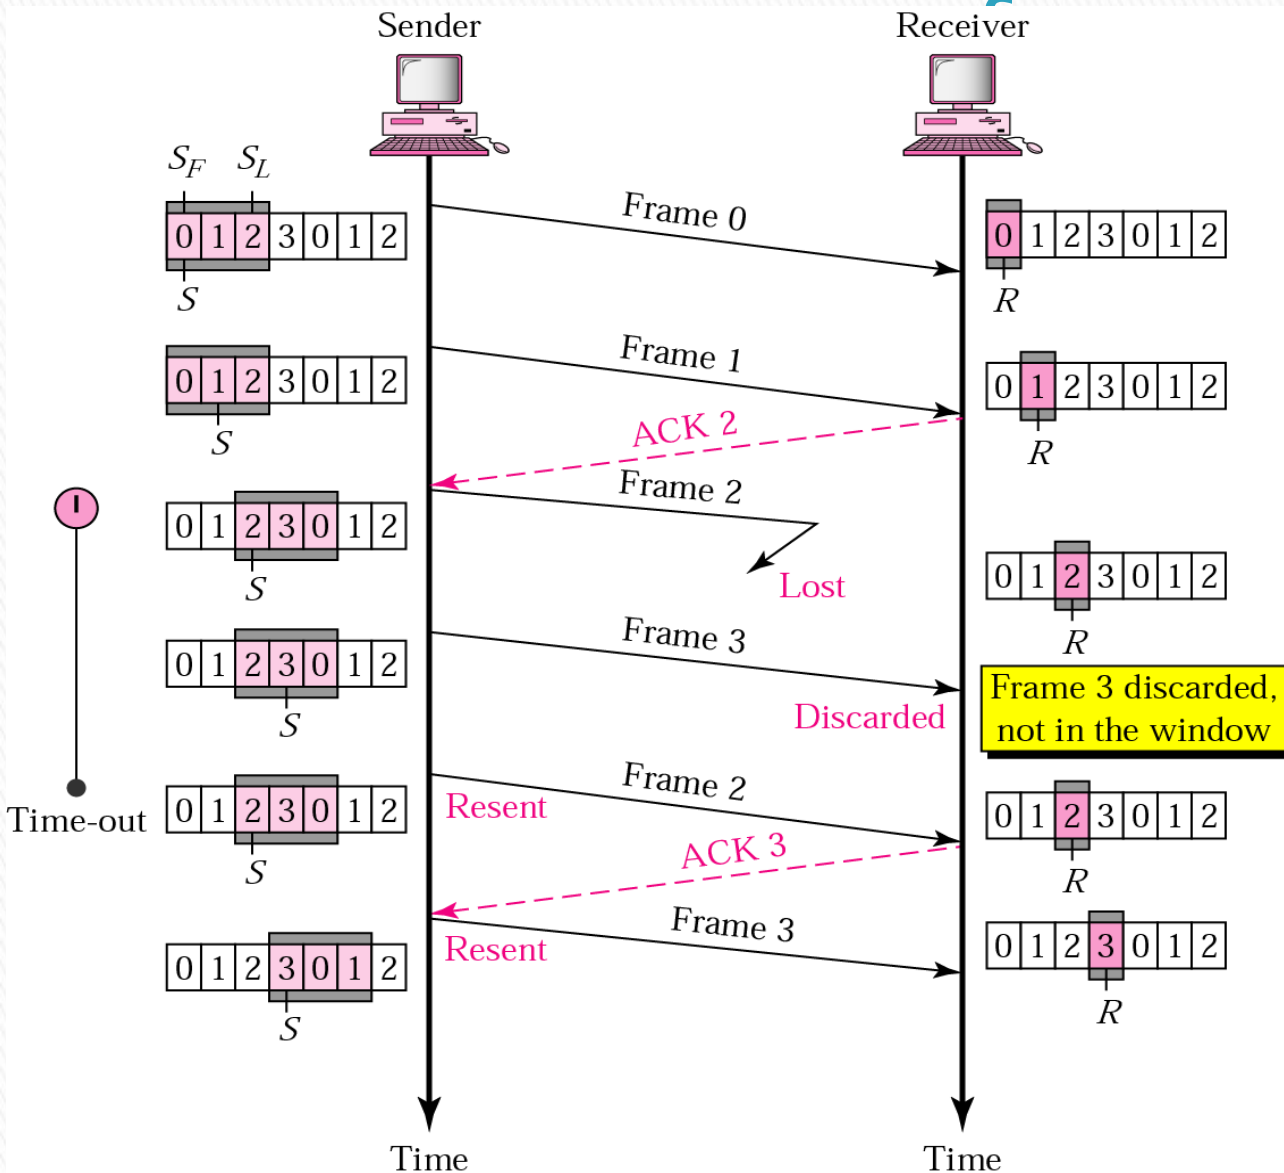 Sender
Receiver
S_F S_L
Frame 0
0 1 2 3 0 1 2
0 1 2 3 0 1 2
S
R
Frame 1
0 1 2 3 0 1 2
0 1 2 3 0 1 2
S
R
ACK 2
Frame 2
0 1 2 3 0 1 2
S
Lost
0 1 2 3 0 1 2
R
Frame 3
0 1 2 3 0 1 2
S
Discarded
Frame 3 discarded,
not in the window
Frame 2
Resent
Time-out
0 1 2 3 0 1 2
S
0 1 2 3 0 1 2
R
ACK 3
Frame 3
Resent
0 1 2 3 0 1 2
S
0 1 2 3 0 1 2
R
Time
Time